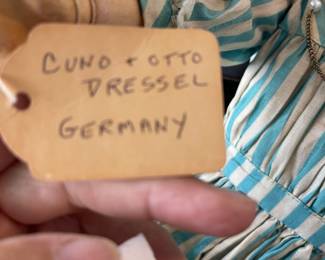 CUNO + OTTO
DRESSEL
GERMANY